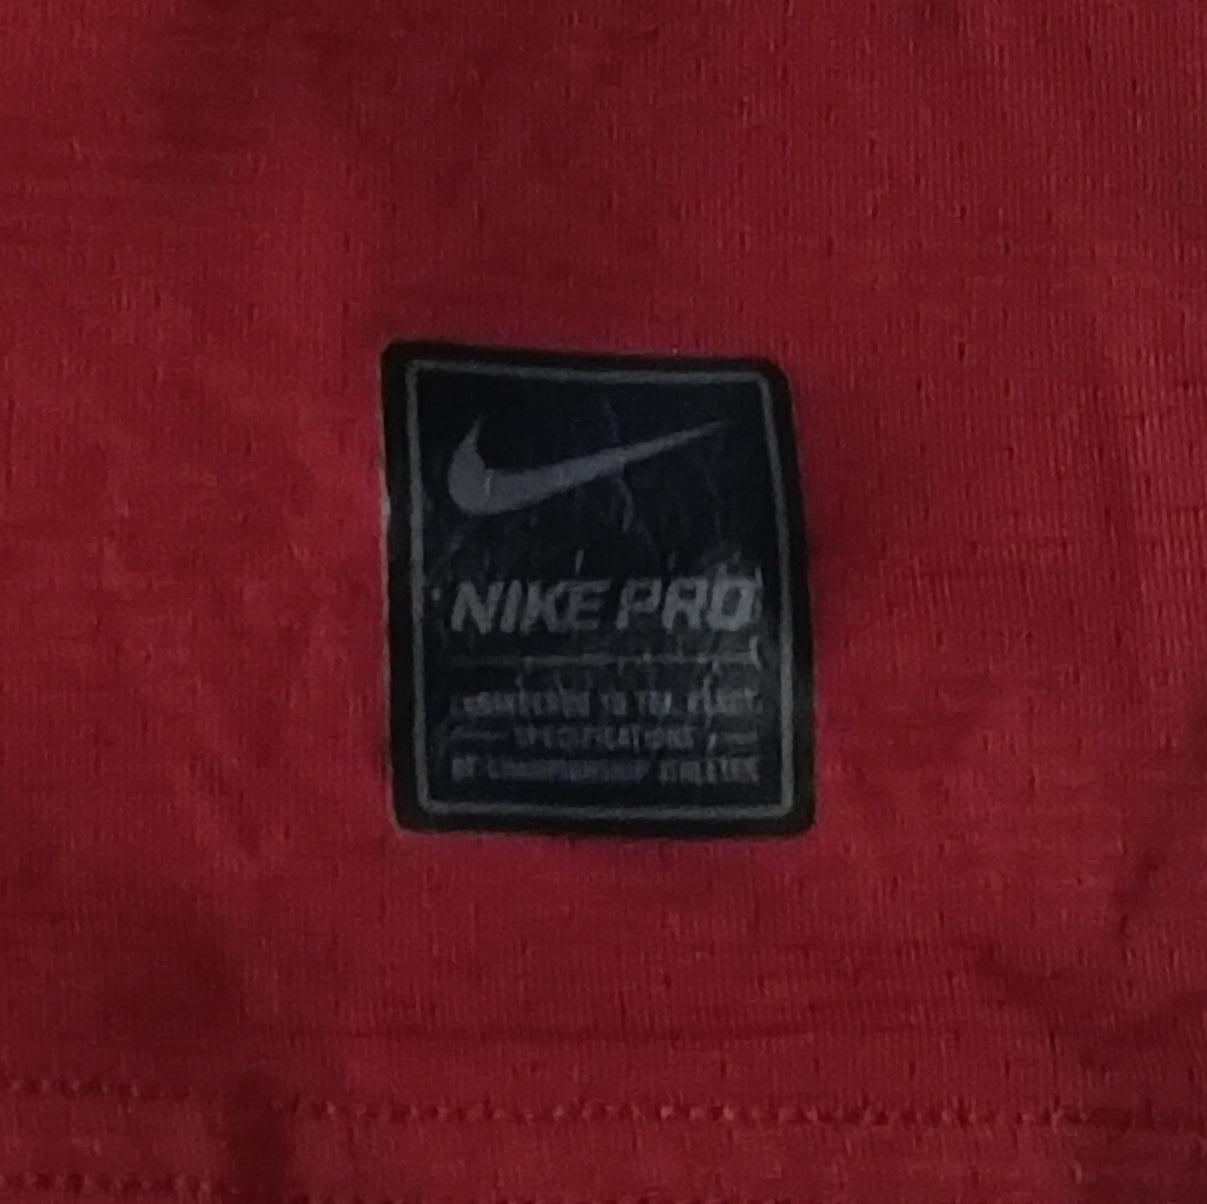 NIKE PRO
ENGINEERED TO THE EXACT
SPECIFICATIONS
OF CHAMPIONSHIP ATHLETES